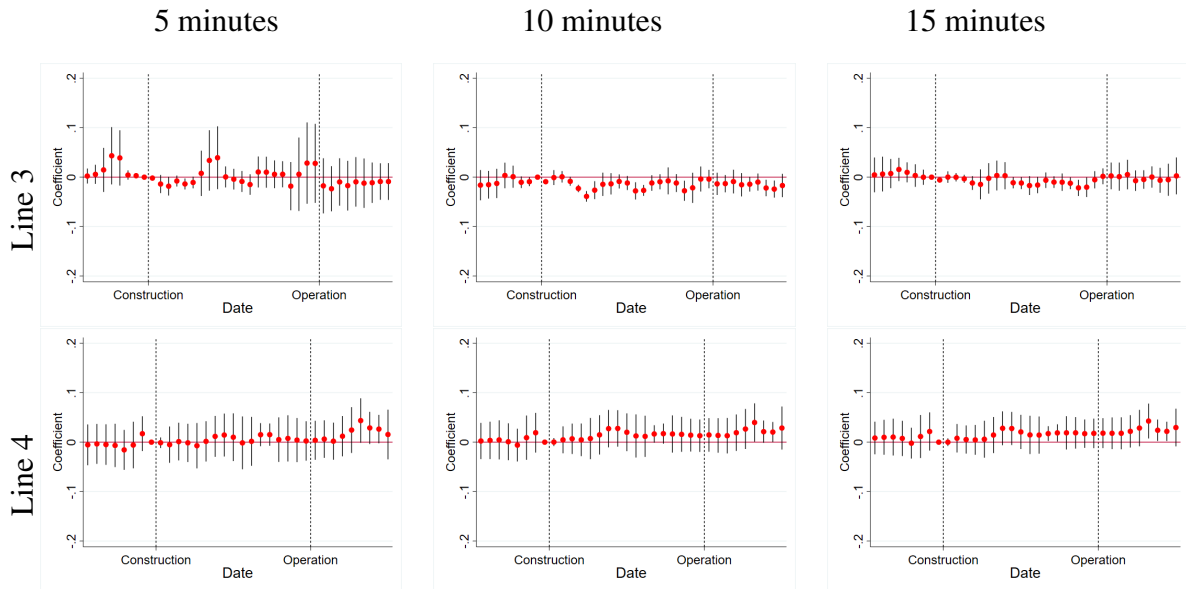 5 minutes
10 minutes
15 minutes
Line 3
Coefficient
.2
.1
0
-.1
-.2
Construction
Operation
Date
Coefficient
.2
.1
0
-.1
-.2
Construction
Operation
Date
Coefficient
.2
.1
0
-.1
-.2
Construction
Operation
Date
Line 4
Coefficient
.2
.1
0
-.1
-.2
Construction
Operation
Date
Coefficient
.2
.1
0
-.1
-.2
Construction
Operation
Date
Coefficient
.2
.1
0
-.1
-.2
Construction
Operation
Date